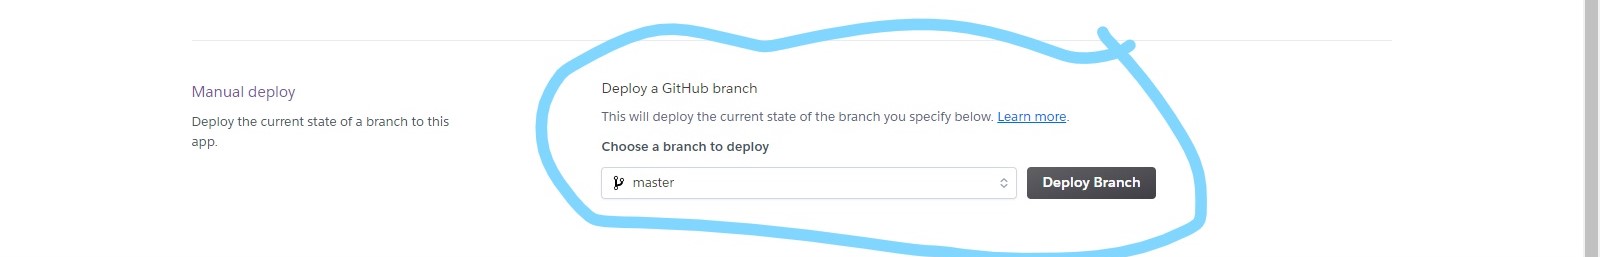 Manual deploy
Deploy the current state of a branch to this
app.
Deploy a GitHub branch
This will deploy the current state of the branch you specify below. Learn more.
Choose a branch to deploy
master
Deploy Branch